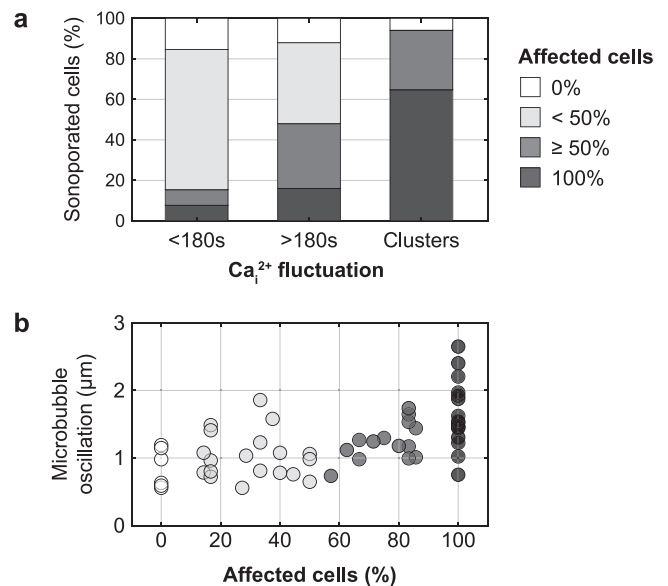 a
Sonoporated cells (%)
100
80
60
40
20
0
<180s
>180s
Clusters
Ca²⁺ᵢ fluctuation
Affected cells
0%
< 50%
≥ 50%
100%
b
Microbubble
oscillation (μm)
3
2
1
0
0
20
40
60
80
100
Affected cells (%)